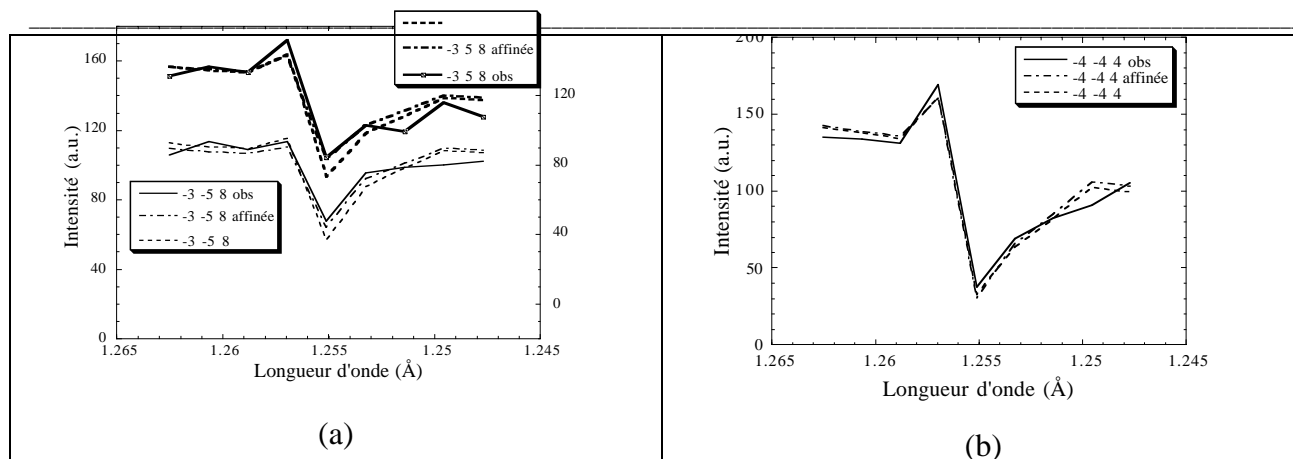 -3 5 8 affinée
-3 5 8 obs
160
120
80
40
0
120
80
40
0
Intensité (a.u.)
-3 -5 8 obs
-3 -5 8 affinée
-3 -5 8
1.265
1.26
1.255
1.25
1.245
Longueur d'onde (Å)
(a)
200
150
100
50
0
Intensité (a.u.)
-4 -4 4 obs
-4 -4 4 affinée
-4 -4 4
1.265
1.26
1.255
1.25
1.245
Longueur d'onde (Å)
(b)